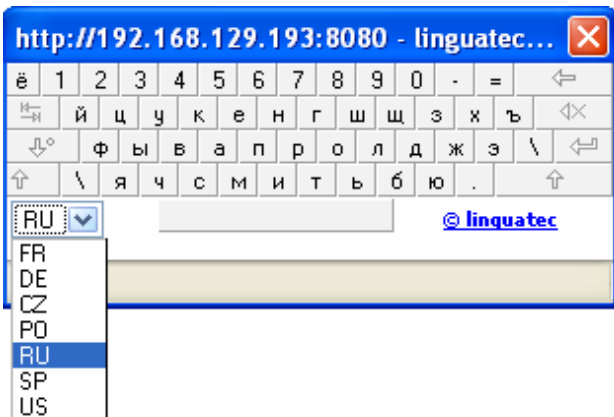 http://192.168.129.193:8080 - linguatec...
ё 1 2 3 4 5 6 7 8 9 0 - =
й ц у к е н г ш щ з х ъ
ф ы в а п р о л д ж э \
\ я ч с м и т ь б ю .
RU © linguatec
FR
DE
CZ
PO
RU
SP
US